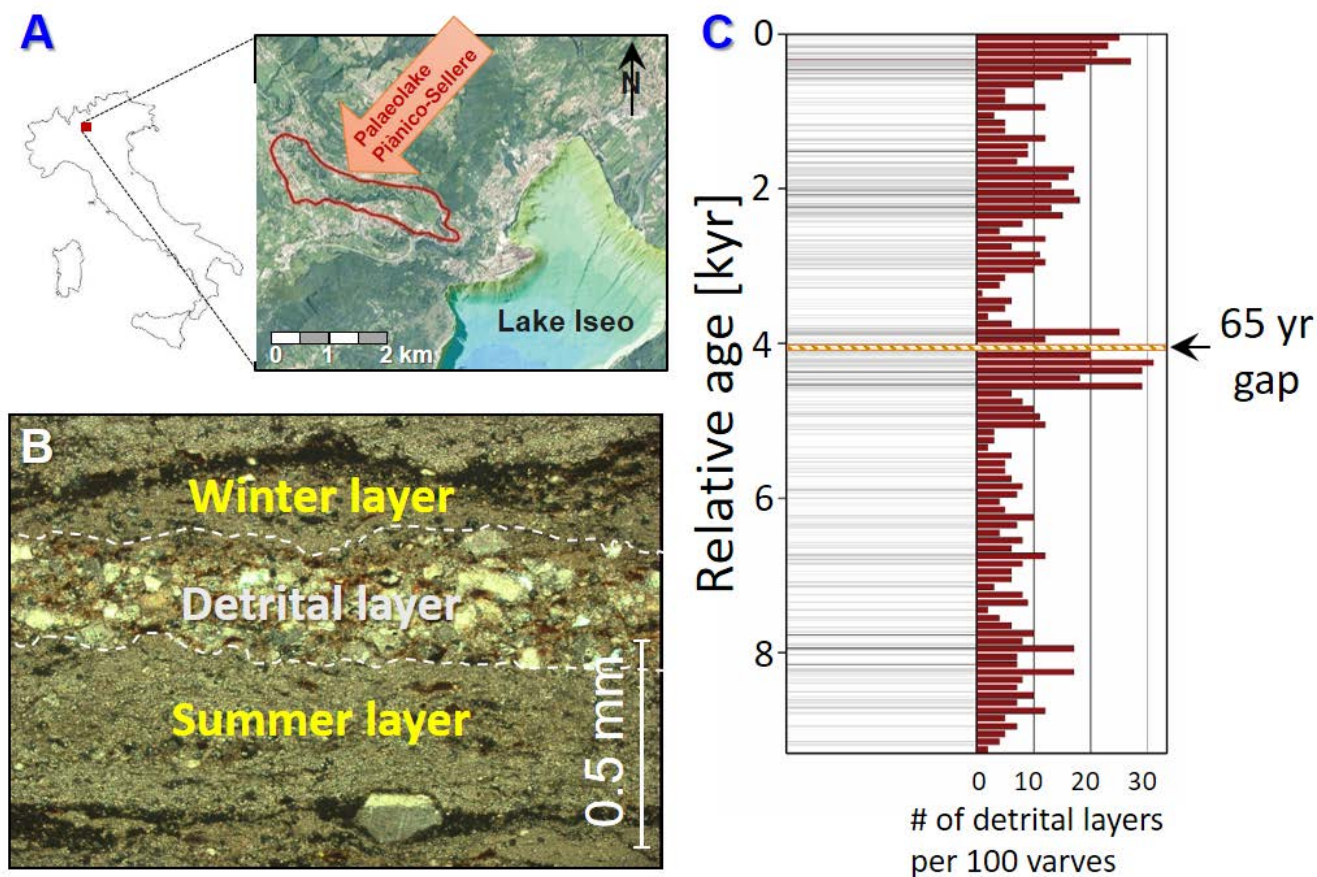 A
Palaeolake
Piànico-Sellere
N
Lake Iseo
0 1 2 km
B
Winter layer
Detrital layer
Summer layer
0.5 mm
C
Relative age [kyr]
0
2
4
6
8
65 yr
gap
0 10 20 30
# of detrital layers
per 100 varves